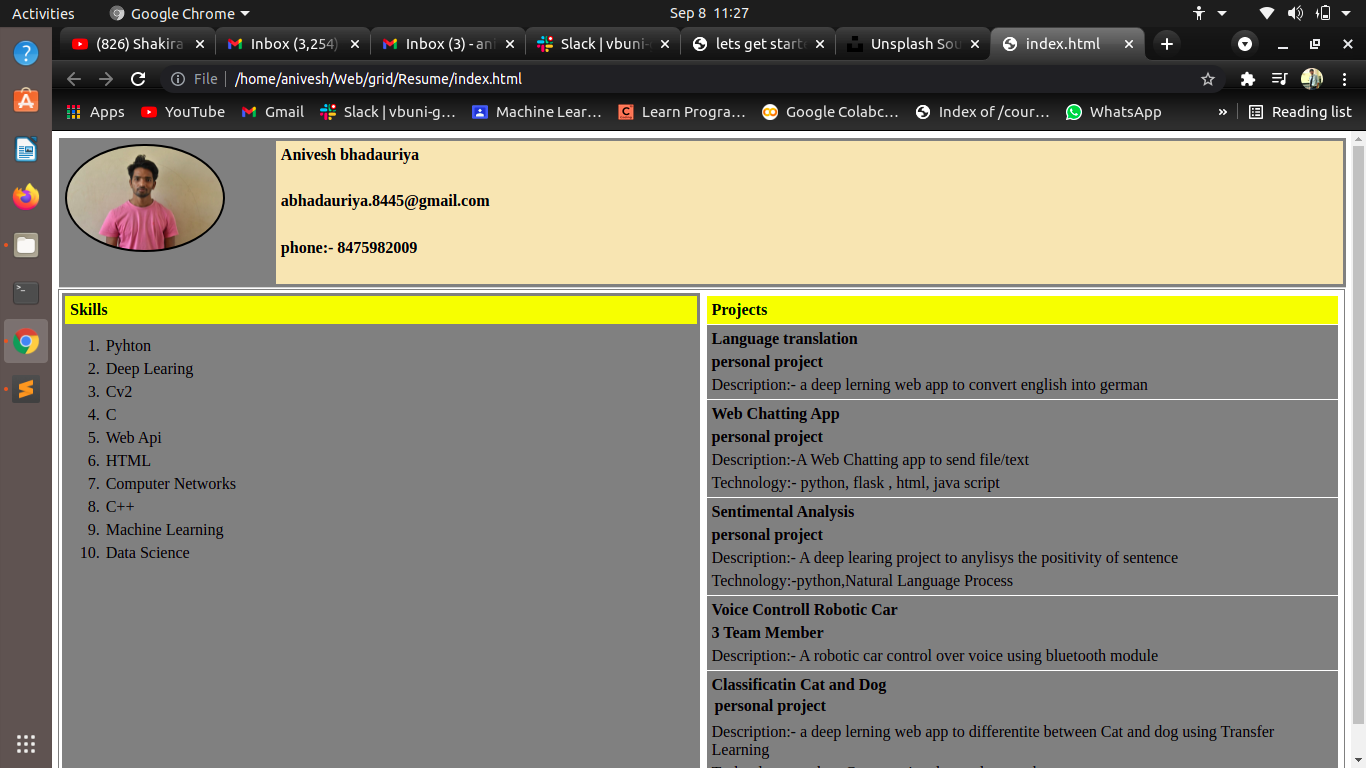 Activities
Google Chrome
Sep 8 11:27
(826) Shakira
Inbox (3,254)
Inbox (3) - ani
Slack | vbuni-
lets get start
Unsplash Sou
index.html
File
/home/anivesh/Web/grid/Resume/index.html
Apps
YouTube
Gmail
Slack | vbuni-g...
Machine Lear...
Learn Progra...
Google Colabc...
Index of /cour...
WhatsApp
»
Reading list
Anivesh bhadauriya
abhadauriya.8445@gmail.com
phone:- 8475982009
Skills
1. Pyhton
2. Deep Learing
3. Cv2
4. C
5. Web Api
6. HTML
7. Computer Networks
8. C++
9. Machine Learning
10. Data Science
Projects
Language translation
personal project
Description:- a deep lerning web app to convert english into german
Web Chatting App
personal project
Description:-A Web Chatting app to send file/text
Technology:- python, flask , html, java script
Sentimental Analysis
personal project
Description:- A deep learing project to anylisys the positivity of sentence
Technology:-python,Natural Language Process
Voice Controll Robotic Car
3 Team Member
Description:- A robotic car control over voice using bluetooth module
Classificatin Cat and Dog
personal project
Description:- a deep lerning web app to differentite between Cat and dog using Transfer
Learning